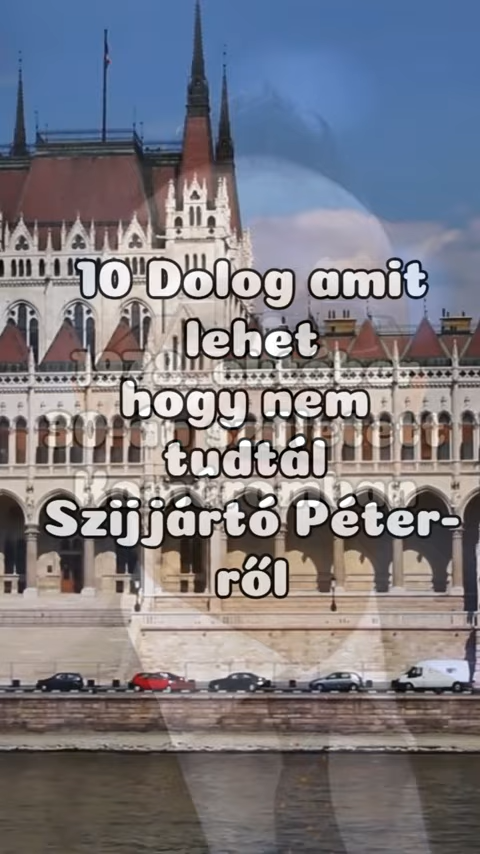 10 Dolog amit
lehet
hogy nem
tudtál
Szijjártó Péter-
ről